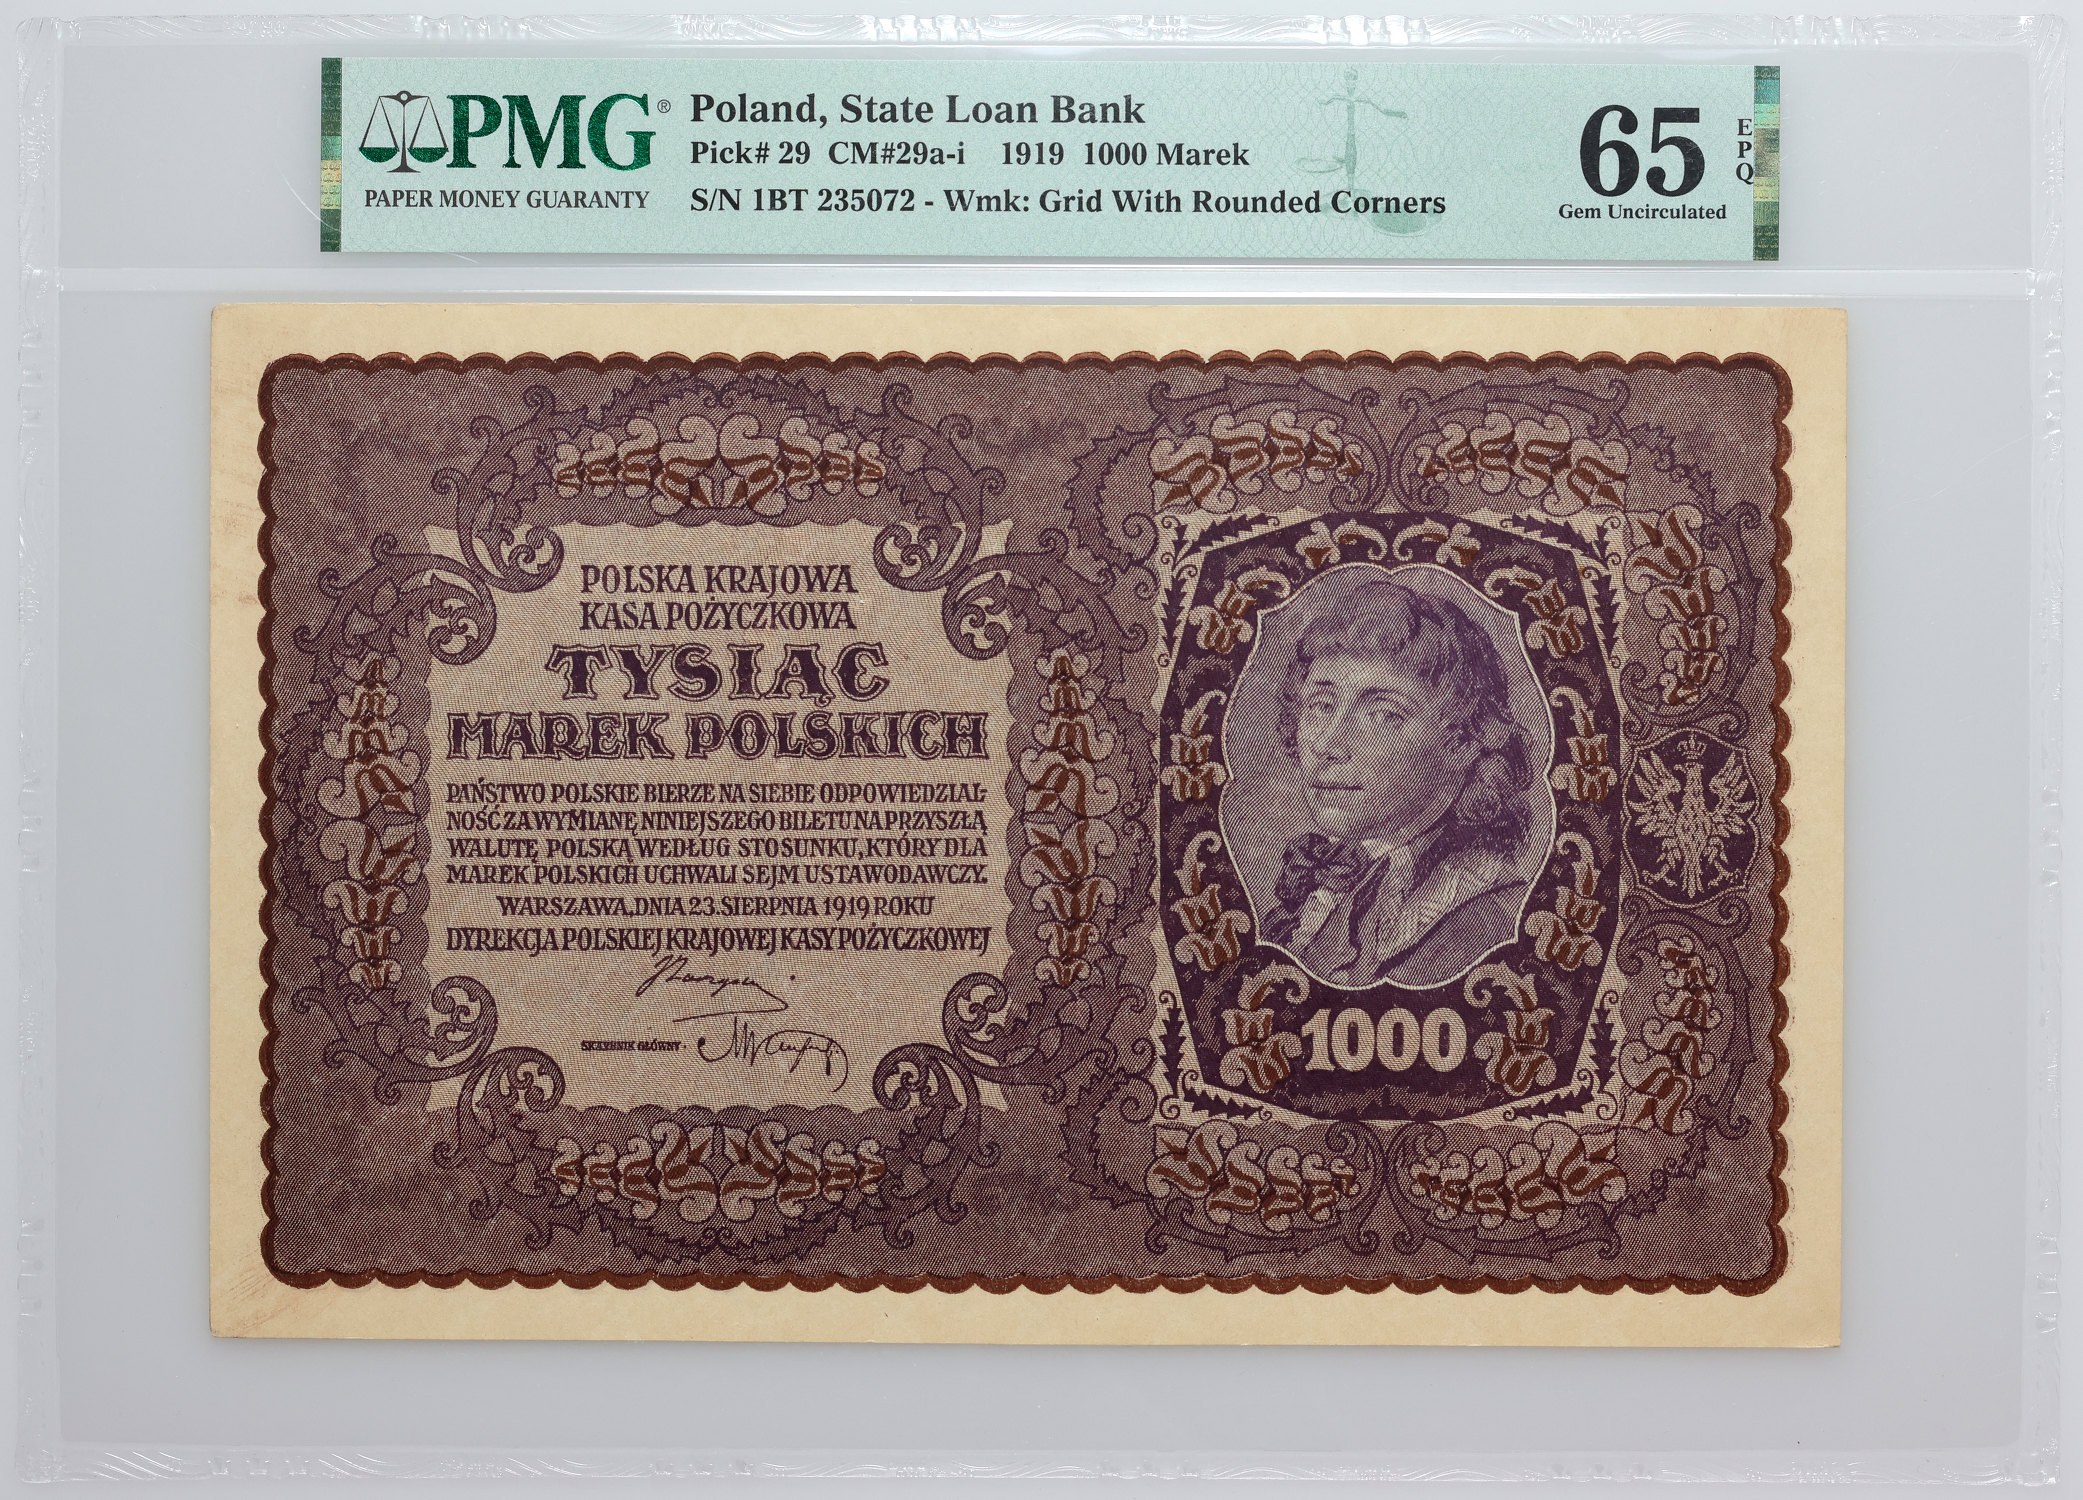 PMG®
PAPER MONEY GUARANTY
Poland, State Loan Bank
Pick# 29 CM#29a-i 1919 1000 Marek
S/N 1BT 235072 - Wmk: Grid With Rounded Corners
65
EPQ
Gem Uncirculated
POLSKA KRAJOWA
KASA POŻYCZKOWA
TYSIĄC
MAREK POLSKICH
PAŃSTWO POLSKIE BIERZE NA SIEBIE ODPOWIEDZIAL-
NOŚĆ ZA WYMIANĘ NINIEJSZEGO BILETU NA PRZYSZŁĄ
WALUTĘ POLSKĄ WEDŁUG STOSUNKU, KTÓRY DLA
MAREK POLSKICH UCHWALI SEJM USTAWODAWCZY.
WARSZAWA, DNIA 23. SIERPNIA 1919 ROKU
DYREKCJA POLSKIEJ KRAJOWEJ KASY POŻYCZKOWEJ
SKARBNIK GŁÓWNY
1000